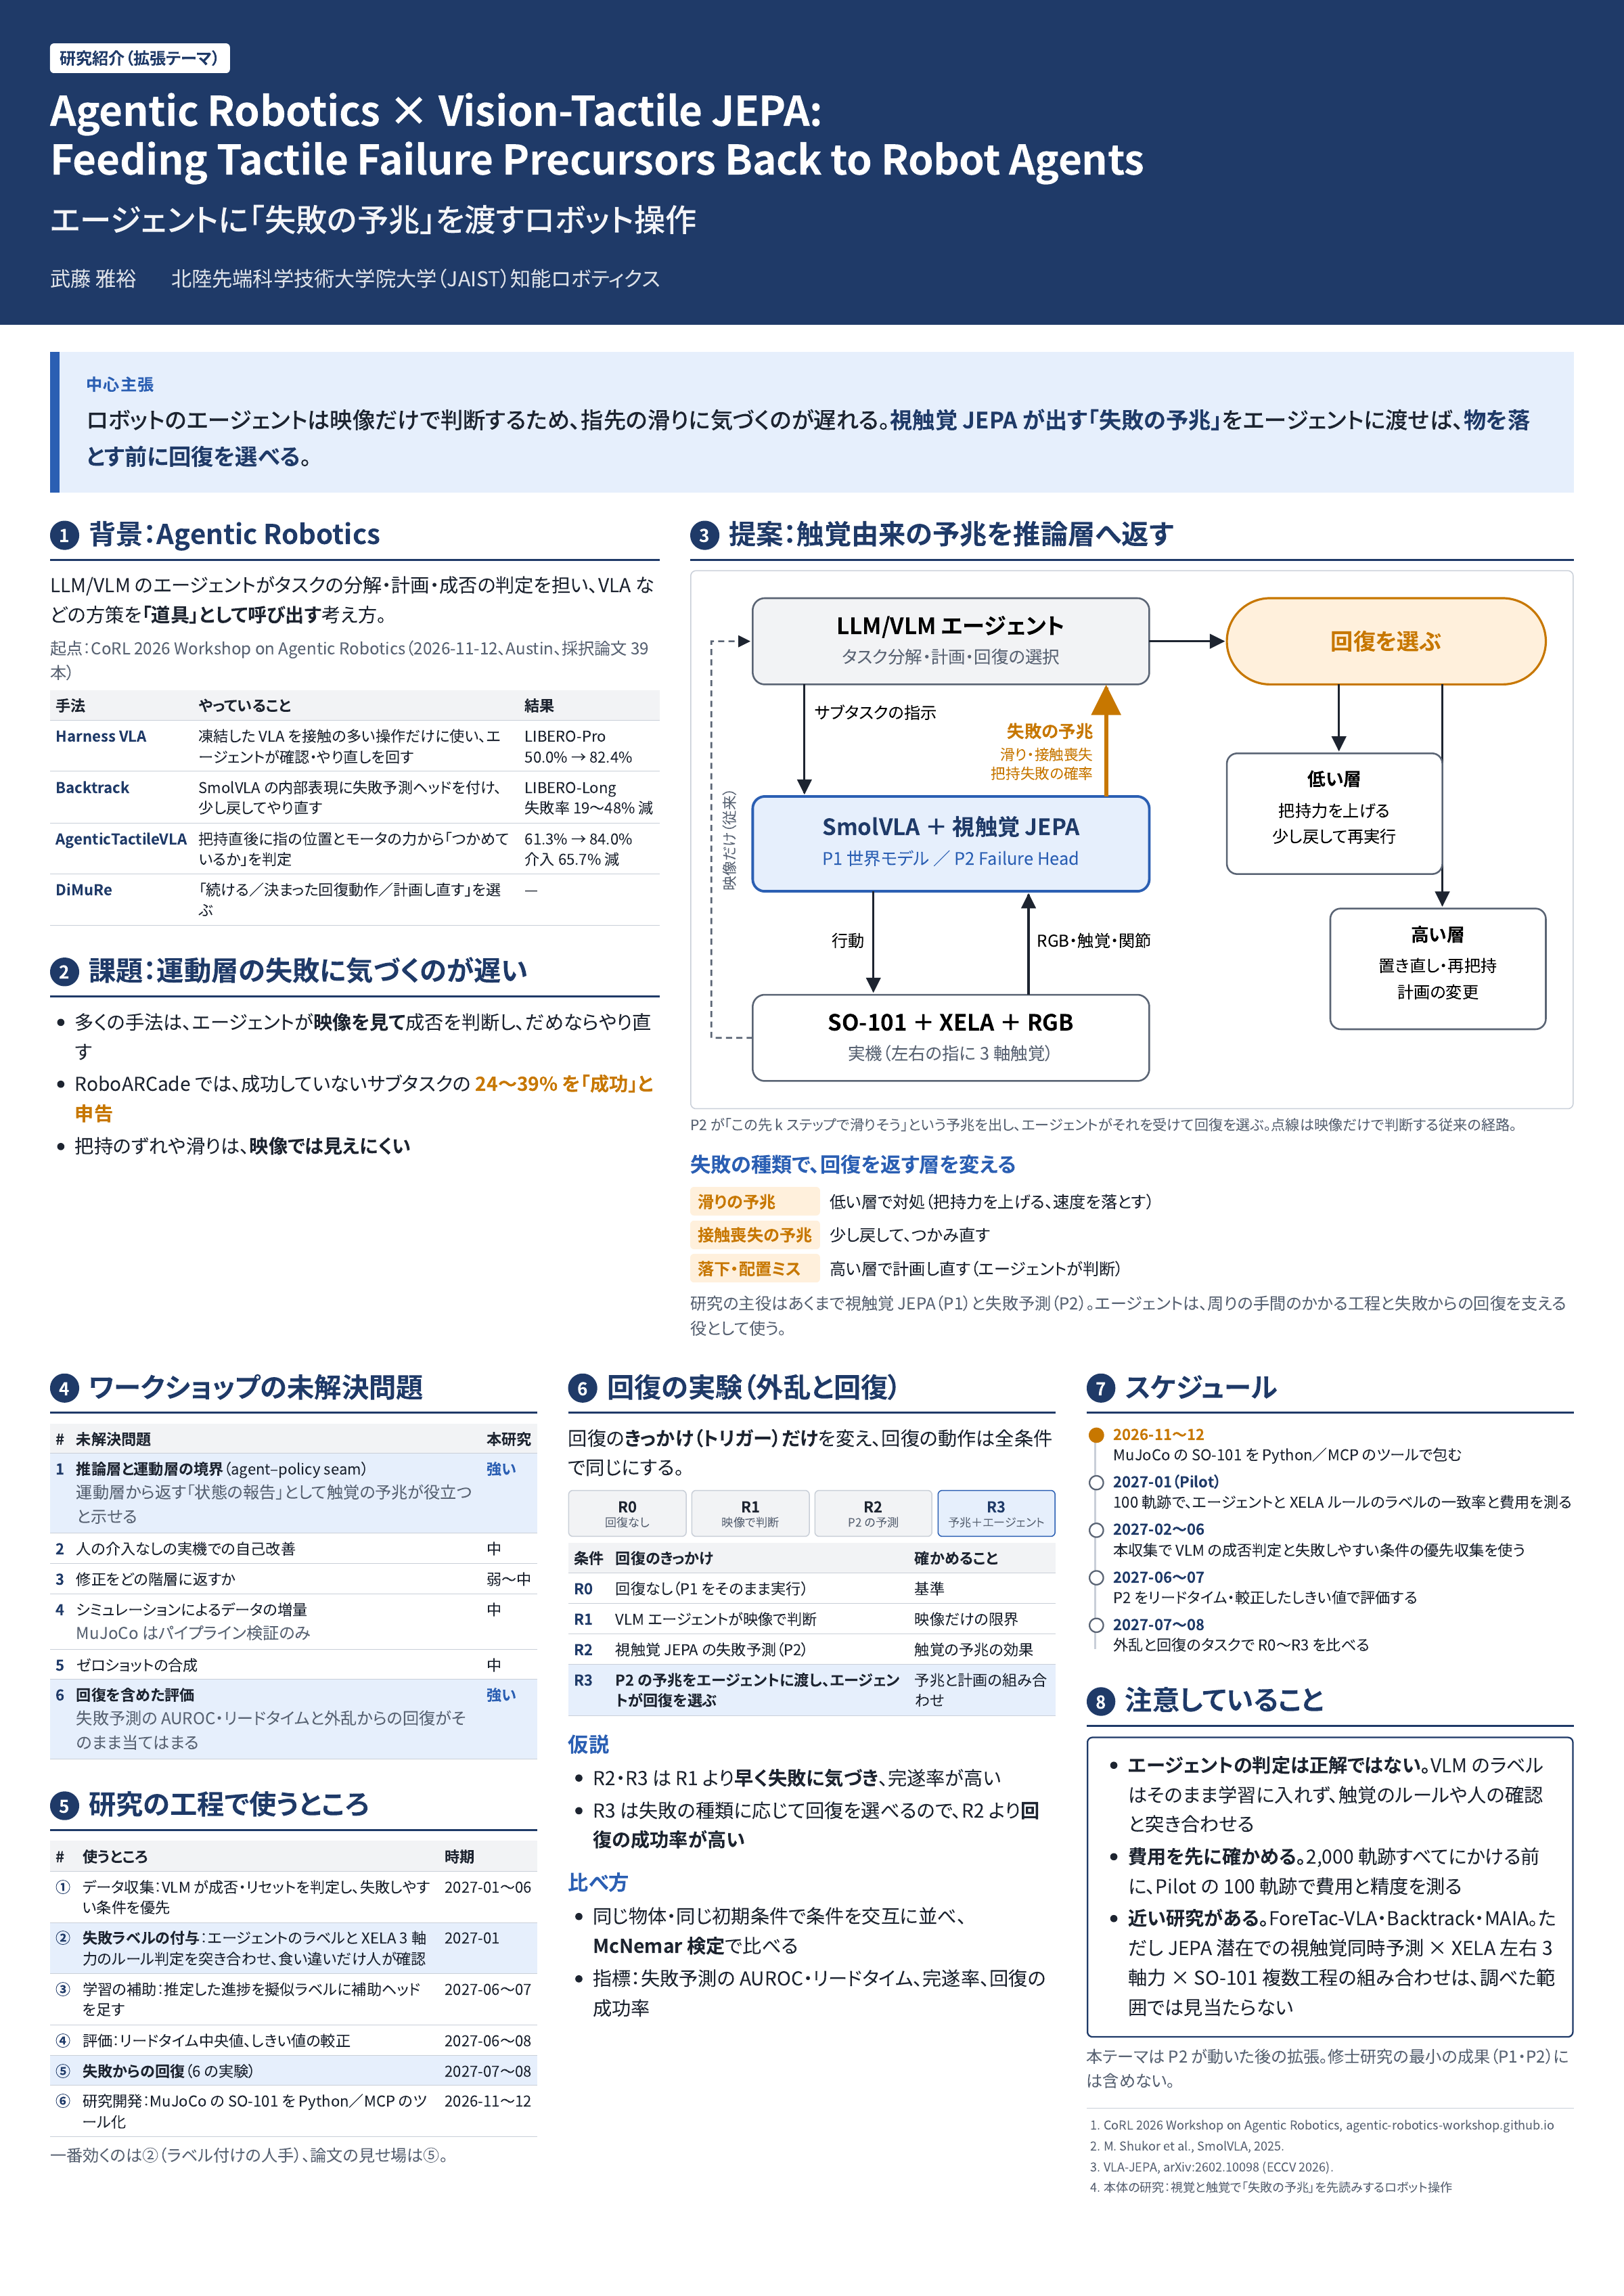 研究紹介（拡張テーマ）
Agentic Robotics × Vision-Tactile JEPA:
Feeding Tactile Failure Precursors Back to Robot Agents
エージェントに「失敗の予兆」を渡すロボット操作
武藤 雅裕　北陸先端科学技術大学院大学（JAIST）知能ロボティクス
中心主張
ロボットのエージェントは映像だけで判断するため、指先の滑りに気づくのが遅れる。視触覚 JEPA が出す「失敗の予兆」をエージェントに渡せば、物を落
とす前に回復を選べる。
1 背景：Agentic Robotics
LLM/VLM のエージェントがタスクの分解・計画・成否の判定を担い、VLA な
どの方策を「道具」として呼び出す考え方。
起点：CoRL 2026 Workshop on Agentic Robotics（2026-11-12、Austin、採択論文 39
本）
手法 やっていること 結果
Harness VLA 凍結した VLA を接触の多い操作だけに使い、エ LIBERO-Pro
ージェントが確認・やり直しを回す 50.0% → 82.4%
Backtrack SmolVLA の内部表現に失敗予測ヘッドを付け、 LIBERO-Long
少し戻してやり直す 失敗率 19〜48% 減
AgenticTactileVLA 把持直後に指の位置とモータの力から「つかめて 61.3% → 84.0%
いるか」を判定 介入 65.7% 減
DiMuRe 「続ける／決まった回復動作／計画し直す」を選 —
ぶ
2 課題：運動層の失敗に気づくのが遅い
• 多くの手法は、エージェントが映像を見て成否を判断し、だめならやり直
す
• RoboARCade では、成功していないサブタスクの 24〜39% を「成功」と
申告
• 把持のずれや滑りは、映像では見えにくい
3 提案：触覚由来の予兆を推論層へ返す
LLM/VLM エージェント
タスク分解・計画・回復の選択
回復を選ぶ
サブタスクの指示
失敗の予兆
滑り・接触喪失
把持失敗の確率
映像だけ（従来）
低い層
把持力を上げる
少し戻して再実行
SmolVLA ＋ 視触覚 JEPA
P1 世界モデル ／ P2 Failure Head
行動
RGB・触覚・関節
高い層
置き直し・再把持
計画の変更
SO-101 ＋ XELA ＋ RGB
実機（左右の指に 3 軸触覚）
P2 が「この先 k ステップで滑りそう」という予兆を出し、エージェントがそれを受けて回復を選ぶ。点線は映像だけで判断する従来の経路。
失敗の種類で、回復を返す層を変える
滑りの予兆 低い層で対処（把持力を上げる、速度を落とす）
接触喪失の予兆 少し戻して、つかみ直す
落下・配置ミス 高い層で計画し直す（エージェントが判断）
研究の主役はあくまで視触覚 JEPA（P1）と失敗予測（P2）。エージェントは、周りの手間のかかる工程と失敗からの回復を支える
役として使う。
4 ワークショップの未解決問題
# 未解決問題 本研究
1 推論層と運動層の境界（agent–policy seam） 強い
運動層から返す「状態の報告」として触覚の予兆が役立つ
と示せる
2 人の介入なしの実機での自己改善 中
3 修正をどの階層に返すか 弱〜中
4 シミュレーションによるデータの増量 中
MuJoCo はパイプライン検証のみ
5 ゼロショットの合成 中
6 回復を含めた評価 強い
失敗予測の AUROC・リードタイムと外乱からの回復がそ
のまま当てはまる
5 研究の工程で使うところ
# 使うところ 時期
① データ収集：VLM が成否・リセットを判定し、失敗しやす 2027-01〜06
い条件を優先
② 失敗ラベルの付与：エージェントのラベルと XELA 3 軸 2027-01
力のルール判定を突き合わせ、食い違いだけ人が確認
③ 学習の補助：推定した進捗を擬似ラベルに補助ヘッド 2027-06〜07
を足す
④ 評価：リードタイム中央値、しきい値の較正 2027-06〜08
⑤ 失敗からの回復（6 の実験） 2027-07〜08
⑥ 研究開発：MuJoCo の SO-101 を Python／MCP のツ 2026-11〜12
ール化
一番効くのは②（ラベル付けの人手）、論文の見せ場は⑤。
6 回復の実験（外乱と回復）
回復のきっかけ（トリガー）だけを変え、回復の動作は全条件
で同じにする。
R0 R1 R2 R3
回復なし 映像で判断 P2 の予測 予兆＋エージェント
条件 回復のきっかけ 確かめること
R0 回復なし（P1 をそのまま実行） 基準
R1 VLM エージェントが映像で判断 映像だけの限界
R2 視触覚 JEPA の失敗予測（P2） 触覚の予兆の効果
R3 P2 の予兆をエージェントに渡し、エージェン 予兆と計画の組み合
トが回復を選ぶ わせ
仮説
• R2・R3 は R1 より早く失敗に気づき、完遂率が高い
• R3 は失敗の種類に応じて回復を選べるので、R2 より回
復の成功率が高い
比べ方
• 同じ物体・同じ初期条件で条件を交互に並べ、
McNemar 検定で比べる
• 指標：失敗予測の AUROC・リードタイム、完遂率、回復の
成功率
7 スケジュール
2026-11〜12
MuJoCo の SO-101 を Python／MCP のツールで包む
2027-01（Pilot）
100 軌跡で、エージェントと XELA ルールのラベルの一致率と費用を測る
2027-02〜06
本収集で VLM の成否判定と失敗しやすい条件の優先収集を使う
2027-06〜07
P2 をリードタイム・較正したしきい値で評価する
2027-07〜08
外乱と回復のタスクで R0〜R3 を比べる
8 注意していること
• エージェントの判定は正解ではない。VLM のラベル
はそのまま学習に入れず、触覚のルールや人の確認
と突き合わせる
• 費用を先に確かめる。2,000 軌跡すべてにかける前
に、Pilot の 100 軌跡で費用と精度を測る
• 近い研究がある。ForeTac-VLA・Backtrack・MAIA。た
だし JEPA 潜在での視触覚同時予測 × XELA 左右 3
軸力 × SO-101 複数工程の組み合わせは、調べた範
囲では見当たらない
本テーマは P2 が動いた後の拡張。修士研究の最小の成果（P1・P2）に
は含めない。
1. CoRL 2026 Workshop on Agentic Robotics, agentic-robotics-workshop.github.io
2. M. Shukor et al., SmolVLA, 2025.
3. VLA-JEPA, arXiv:2602.10098 (ECCV 2026).
4. 本体の研究：視覚と触覚で「失敗の予兆」を先読みするロボット操作